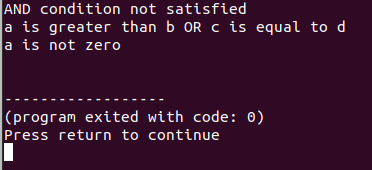 AND condition not satisfied
a is greater than b OR c is equal to d
a is not zero
------------------
(program exited with code: 0)
Press return to continue